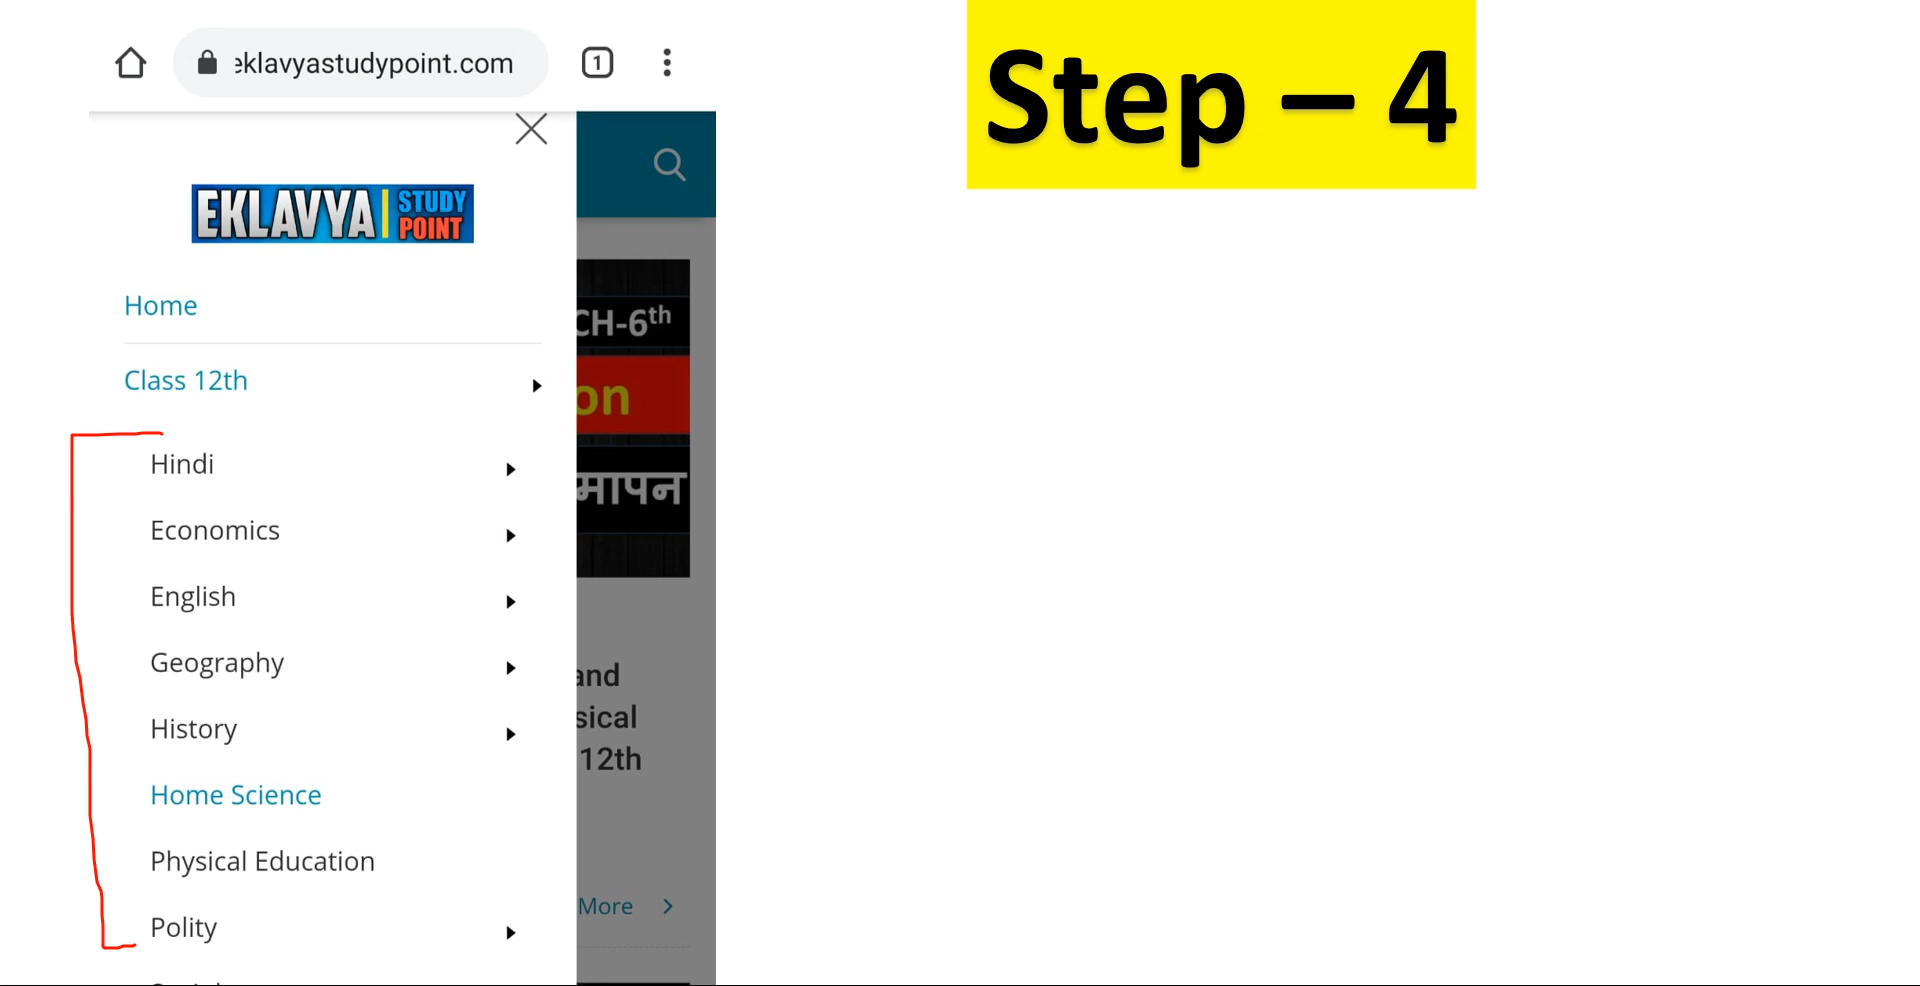 eklavyastudypoint.com
1
Step – 4
EKLAVYA
STUDY
POINT
Home
Class 12th
Hindi
Economics
English
Geography
History
Home Science
Physical Education
Polity
CH-6th
on
मापन
and
sical
12th
More